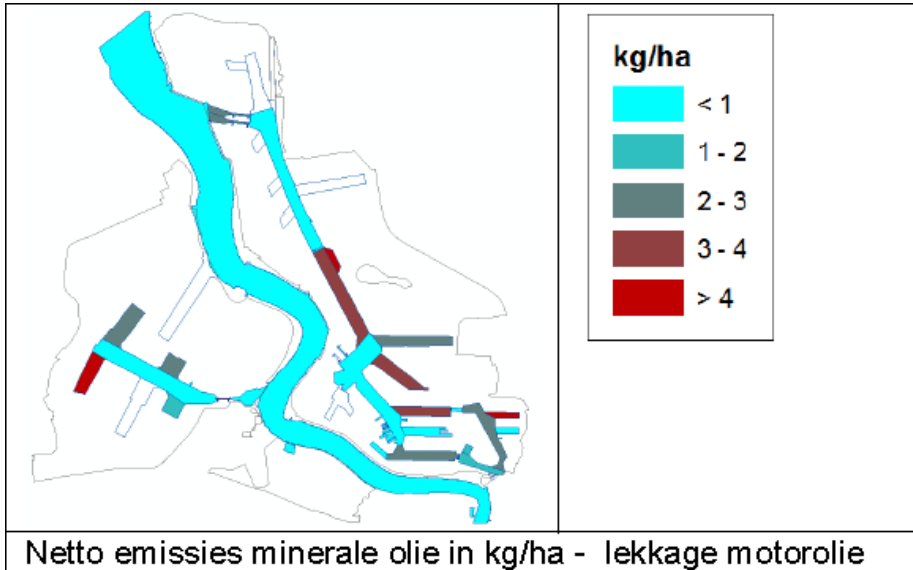 kg/ha
< 1
1 - 2
2 - 3
3 - 4
> 4
Netto emissies minerale olie in kg/ha - lekkage motorolie